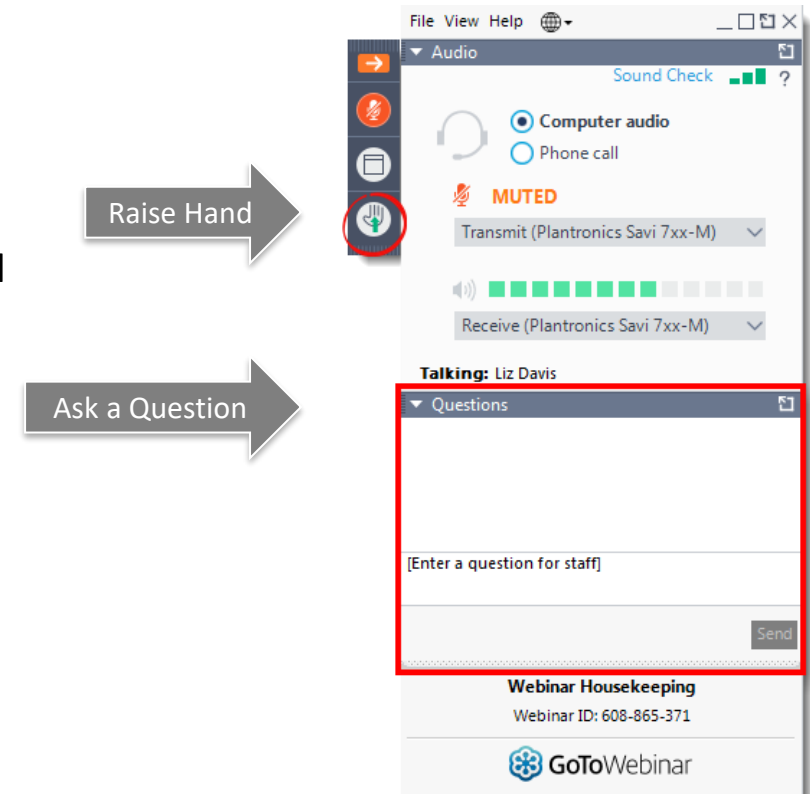 File View Help
Audio
Sound Check ?
Computer audio
Phone call
MUTED
Raise Hand
Transmit (Plantronics Savi 7xx-M)
Receive (Plantronics Savi 7xx-M)
Talking: Liz Davis
Ask a Question
Questions
[Enter a question for staff]
Send
Webinar Housekeeping
Webinar ID: 608-865-371
GoToWebinar